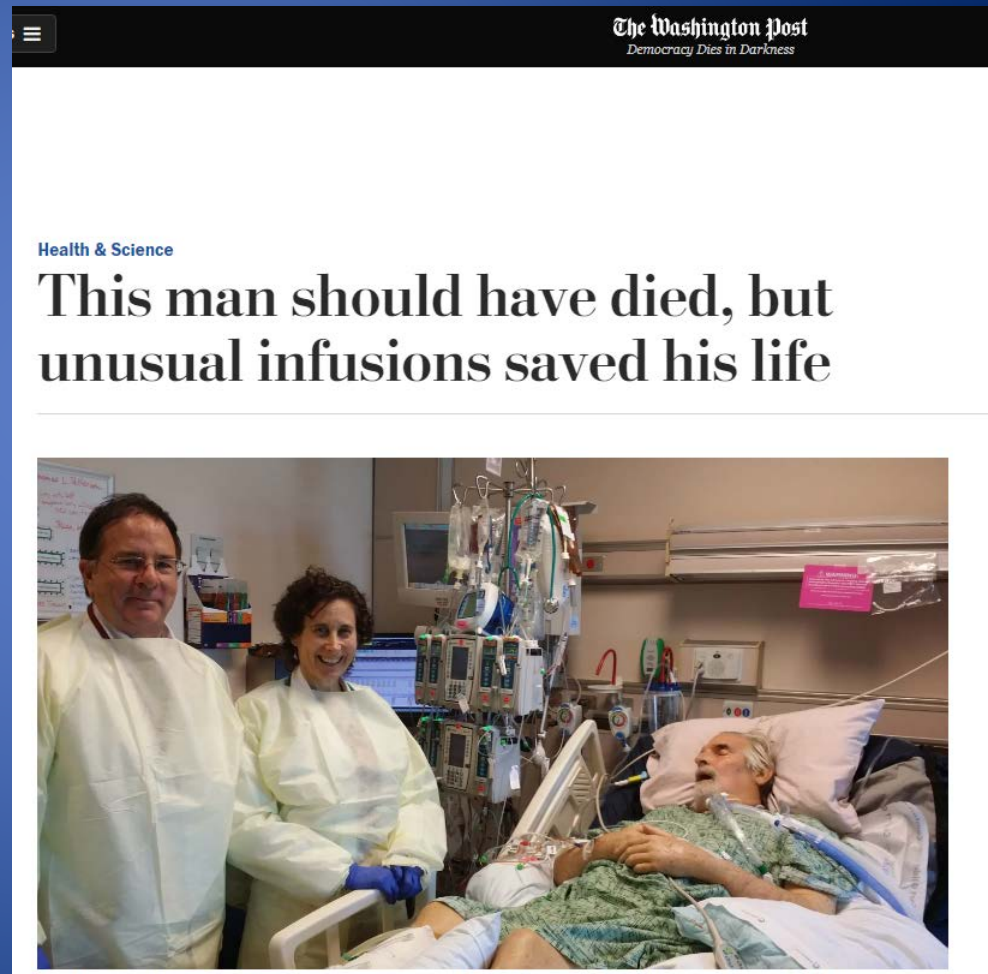 The Washington Post
Democracy Dies in Darkness
Health & Science
This man should have died, but
unusual infusions saved his life